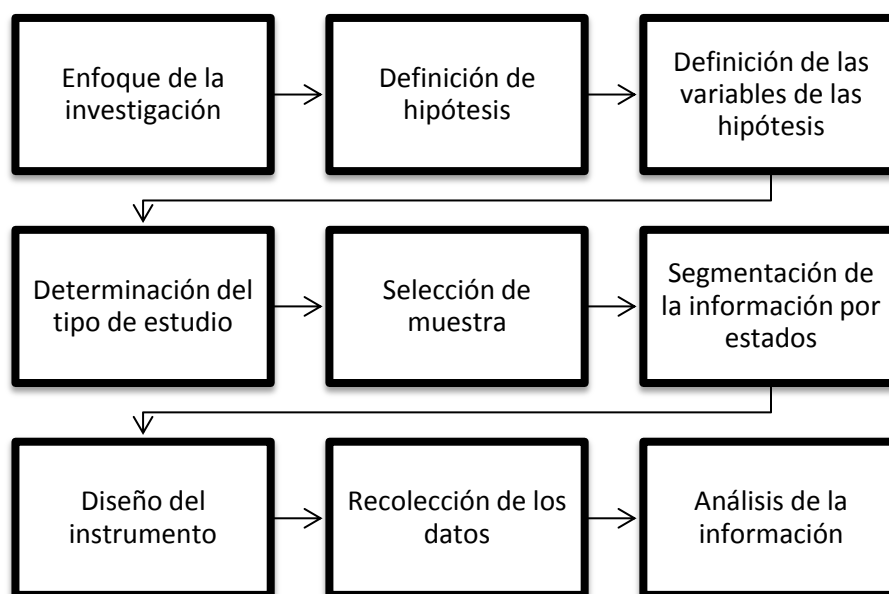 Enfoque de la
investigación
Definición de
hipótesis
Definición de las
variables de las
hipótesis
Determinación del
tipo de estudio
Selección de
muestra
Segmentación de
la información por
estados
Diseño del
instrumento
Recolección de los
datos
Análisis de la
información